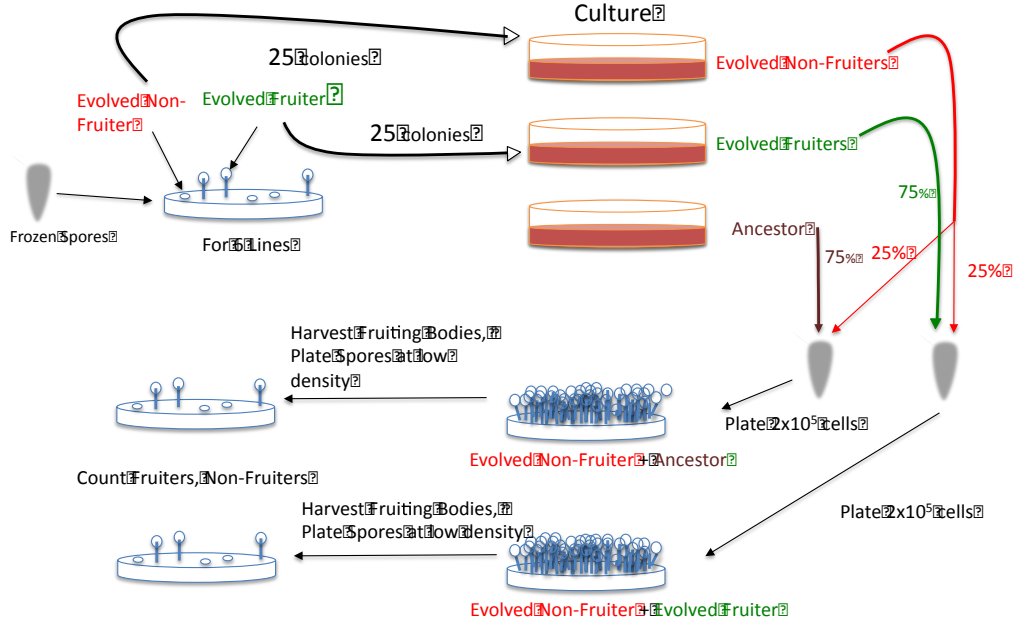 Culture
25 colonies
Evolved Non-
Fruiter
Evolved Fruiter
25 colonies
Evolved Non-Fruiters
Evolved Fruiters
Frozen Spores
For 6 Lines
Ancestor
75%
75%
25%
25%
Harvest Fruiting Bodies,
Plate Spores at low
density
Plate 2x10⁵ cells
Evolved Non-Fruiter + Ancestor
Count Fruiters, Non-Fruiters
Harvest Fruiting Bodies,
Plate Spores at low density
Plate 2x10⁵ cells
Evolved Non-Fruiter + Evolved Fruiter